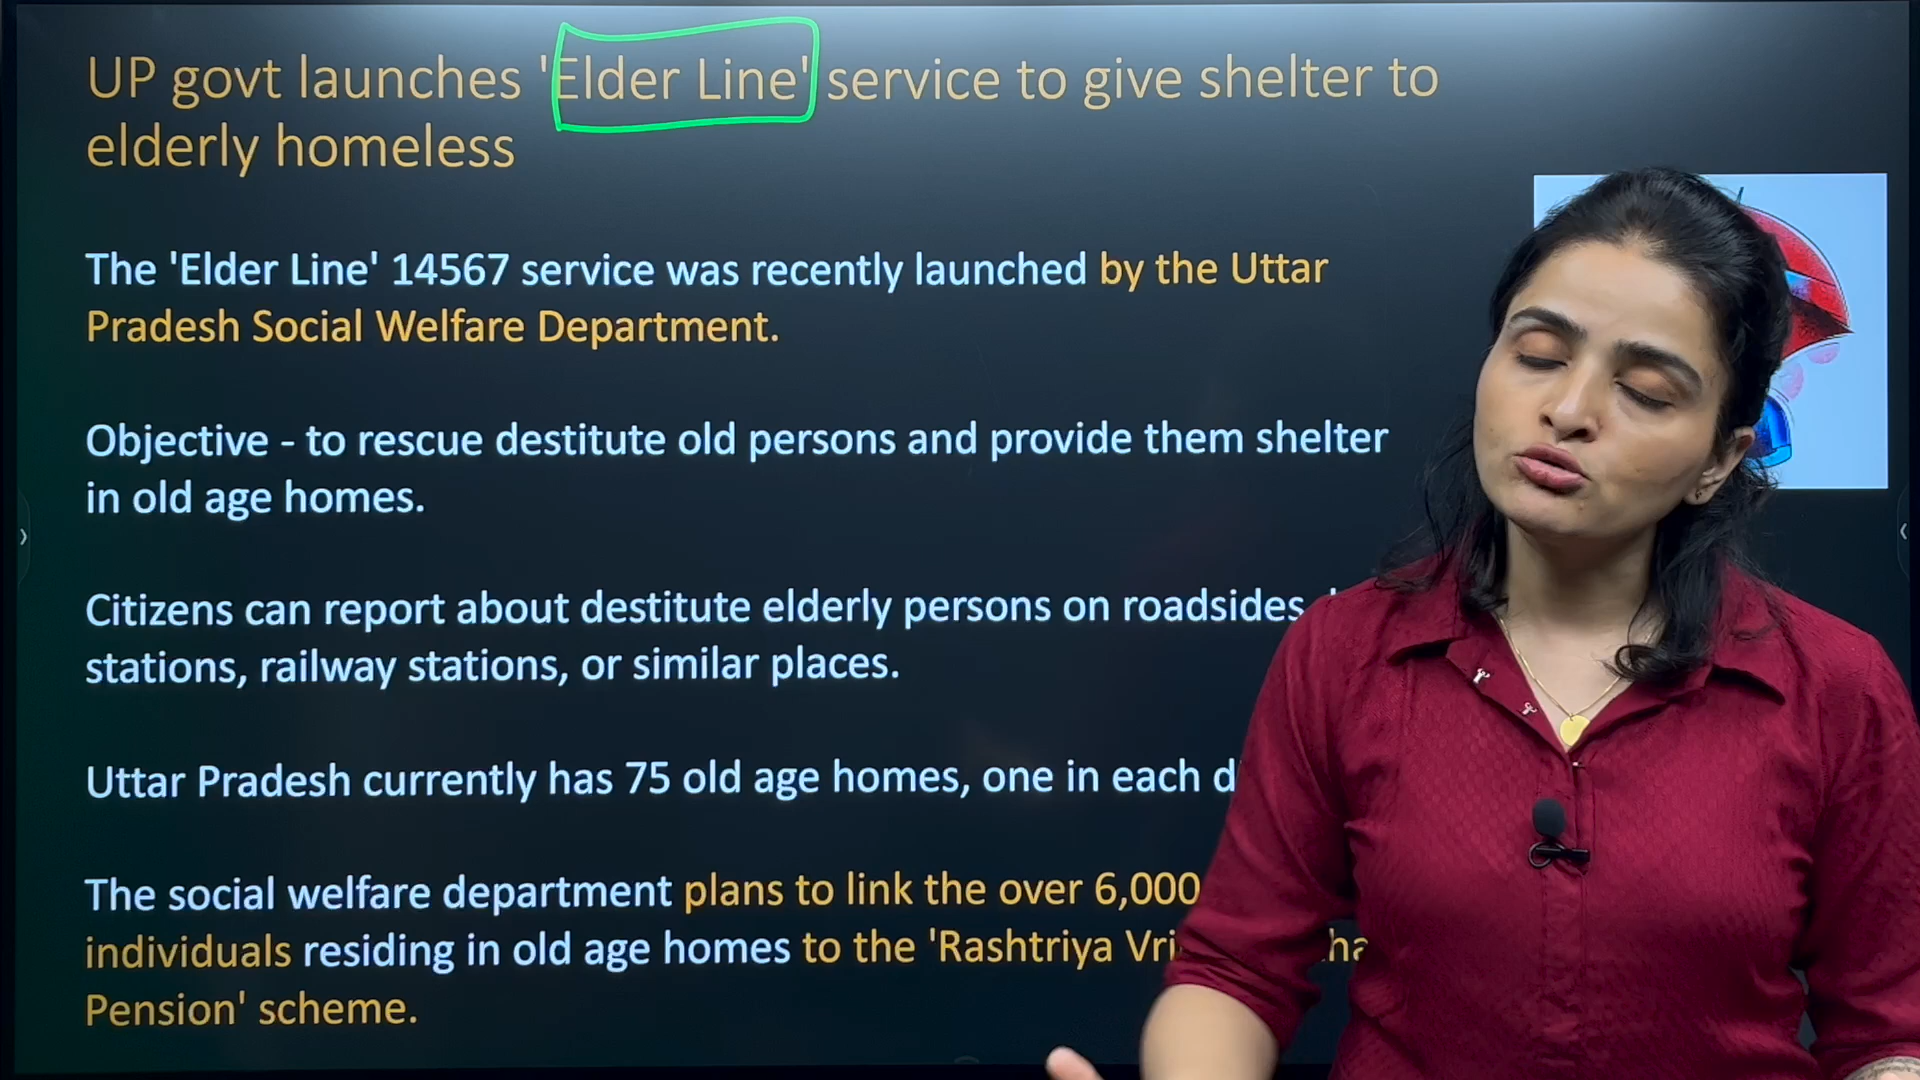 UP govt launches 'Elder Line' service to give shelter to
elderly homeless
The 'Elder Line' 14567 service was recently launched by the Uttar
Pradesh Social Welfare Department.
Objective - to rescue destitute old persons and provide them shelter
in old age homes.
Citizens can report about destitute elderly persons on roadsides,
stations, railway stations, or similar places.
Uttar Pradesh currently has 75 old age homes, one in each
The social welfare department plans to link the over 6,000
individuals residing in old age homes to the 'Rashtriya
Pension' scheme.